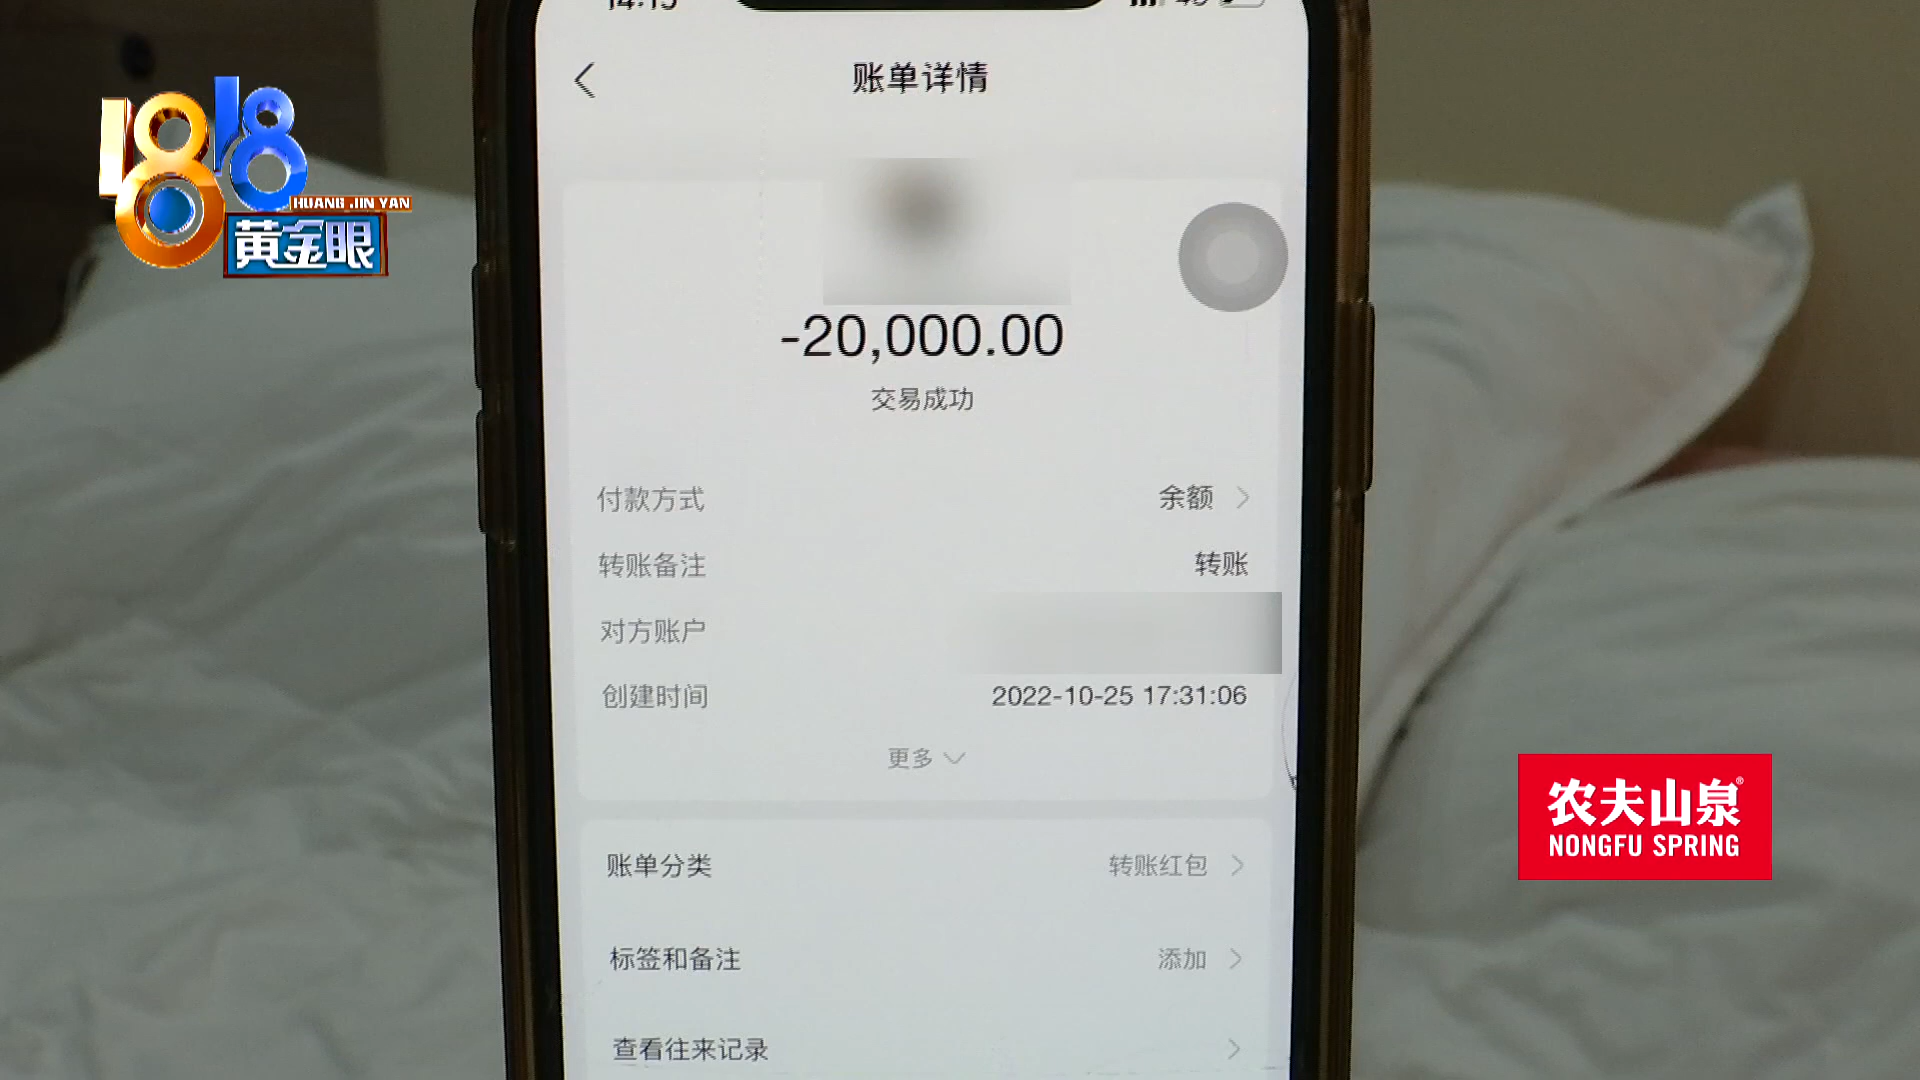 账单详情
1818
HUANG JIN YAN
黄金眼
-20,000.00
交易成功
付款方式 余额
转账备注 转账
对方账户
创建时间 2022-10-25 17:31:06
更多
账单分类 转账红包
标签和备注 添加
查看往来记录
农夫山泉®
NONGFU SPRING